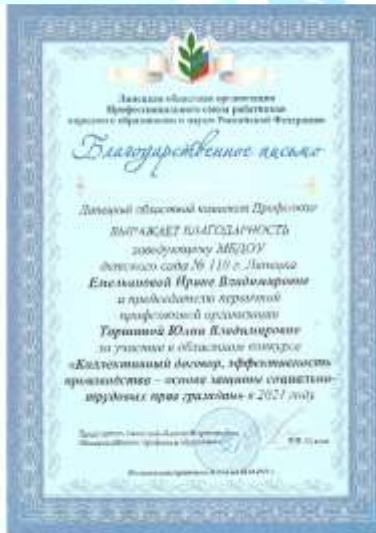 Липецкая областная организация
Профессионального союза работников
народного образования и науки Российской Федерации
Благодарственное письмо
Липецкий областной комитет Профсоюза
ВЫРАЖАЕТ БЛАГОДАРНОСТЬ
заведующему МБДОУ
детского сада № 110 г. Липецка
Емельяновой Ирине Владимировне
и председателю первичной
профсоюзной организации
Юлии Владимировне
за участие в областном конкурсе
«Коллективный договор, эффективность
производства – основа защиты социально-
трудовых прав граждан» в 2021 году